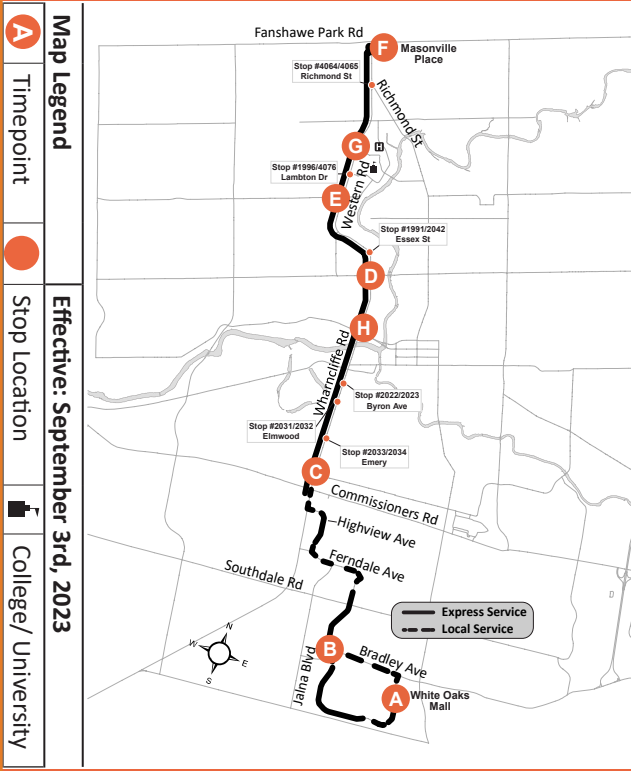 Map Legend
A
Timepoint
Effective: September 3rd, 2023
Stop Location
College/ University
Fanshawe Park Rd
F
Masonville
Place
Stop #4064/4065
Richmond St
Richmond St
G
H
Stop #1996/4076
Lambton Dr
Western Rd
E
Stop #1991/2042
Essex St
D
H
Wharncliffe Rd
Stop #2022/2023
Byron Ave
Stop #2031/2032
Elmwood
Stop #2033/2034
Emery
C
Commissioners Rd
Highview Ave
Ferndale Ave
Southdale Rd
Express Service
Local Service
N
W
E
S
B
Bradley Ave
Jalna Blvd
A
White Oaks
Mall